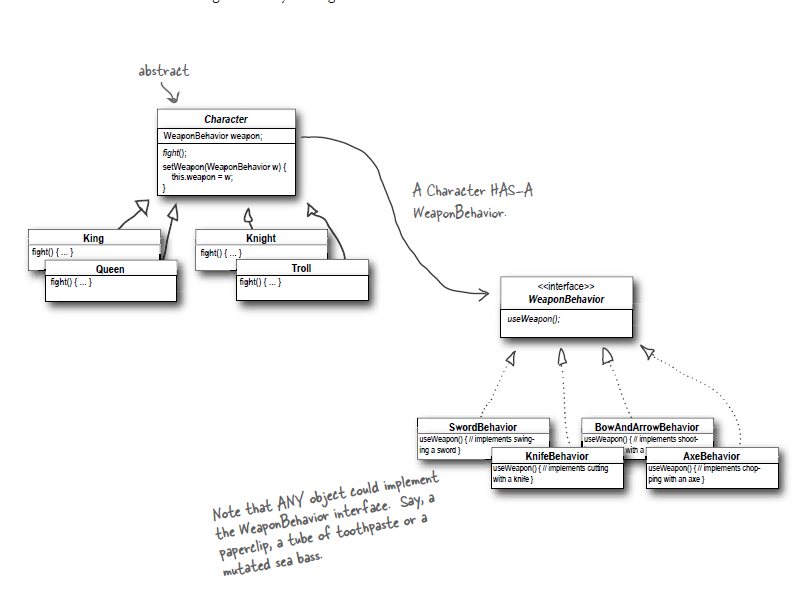 abstract
Character
WeaponBehavior weapon;
fight();
setWeapon(WeaponBehavior w) {
this.weapon = w;
}
A Character HAS-A
WeaponBehavior.
King
fight() { ... }
Queen
fight() { ... }
Knight
fight() { ... }
Troll
fight() { ... }
<<interface>>
WeaponBehavior
useWeapon();
SwordBehavior
useWeapon() { // implements swing-
ing a sword }
BowAndArrowBehavior
useWeapon() { // implements shoot-
with a
KnifeBehavior
useWeapon() { // implements cutting
with a knife }
AxeBehavior
useWeapon() { // implements chop-
ping with an axe }
Note that ANY object could implement
the WeaponBehavior interface. Say, a
paperclip, a tube of toothpaste or a
mutated sea bass.